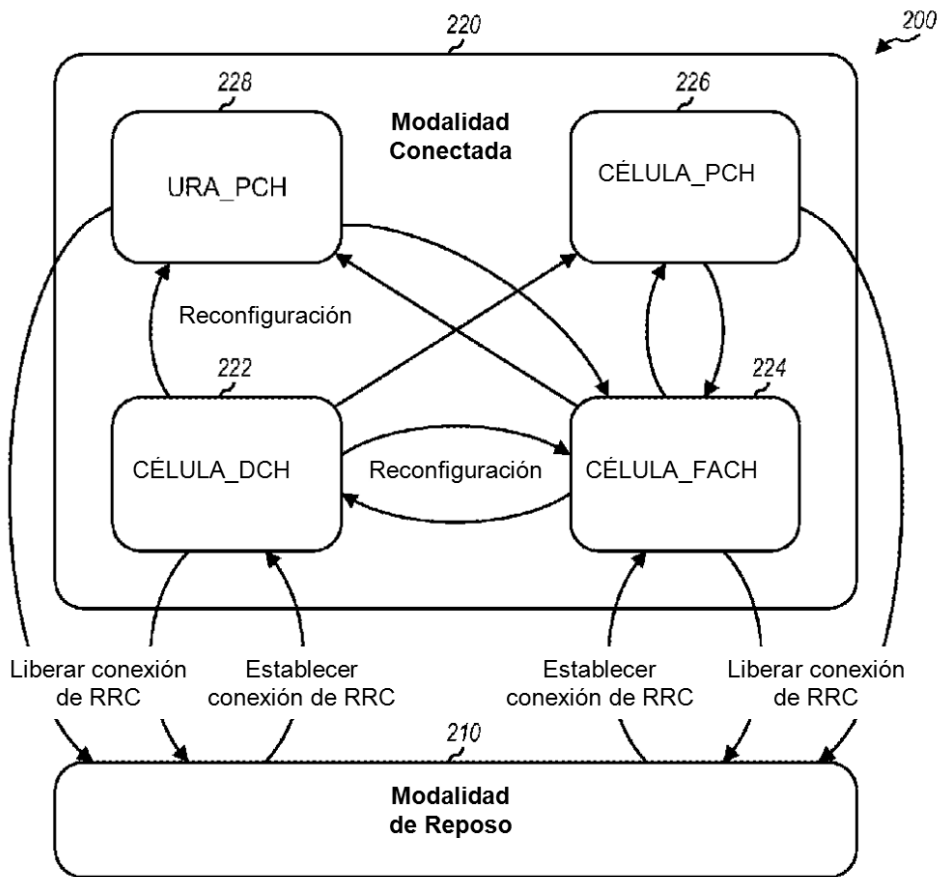 200
220
228
226
Modalidad
Conectada
URA_PCH
CÉLULA_PCH
Reconfiguración
222
224
CÉLULA_DCH
Reconfiguración
CÉLULA_FACH
Liberar conexión
de RRC
Establecer
conexión de RRC
Establecer
conexión de RRC
Liberar conexión
de RRC
210
Modalidad
de Reposo